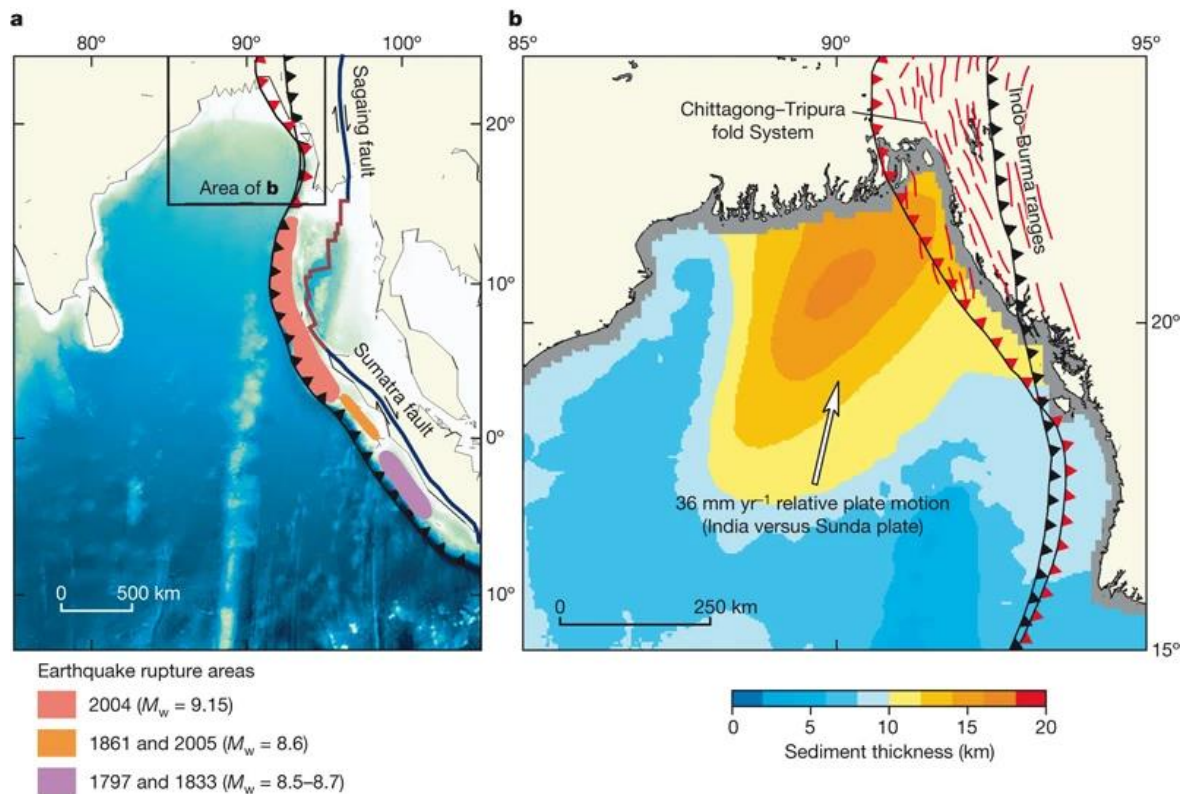 a
80° 90° 100°
20°
10°
0°
10°
Sagaing fault
Area of b
Sumatra fault
0 500 km
Earthquake rupture areas
2004 (Mw = 9.15)
1861 and 2005 (Mw = 8.6)
1797 and 1833 (Mw = 8.5–8.7)
b
85° 90° 95°
Chittagong–Tripura
fold System
Indo-Burma ranges
20°
36 mm yr⁻¹ relative plate motion
(India versus Sunda plate)
0 250 km
15°
0 5 10 15 20
Sediment thickness (km)